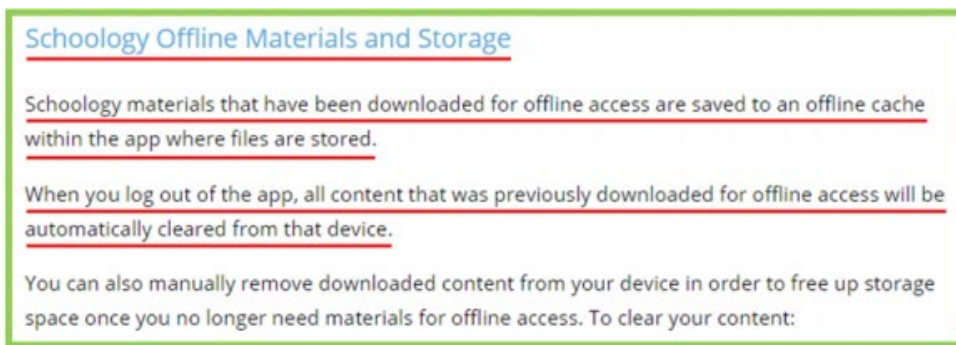 Schoology Offline Materials and Storage
Schoology materials that have been downloaded for offline access are saved to an offline cache
within the app where files are stored.
When you log out of the app, all content that was previously downloaded for offline access will be
automatically cleared from that device.
You can also manually remove downloaded content from your device in order to free up storage
space once you no longer need materials for offline access. To clear your content: